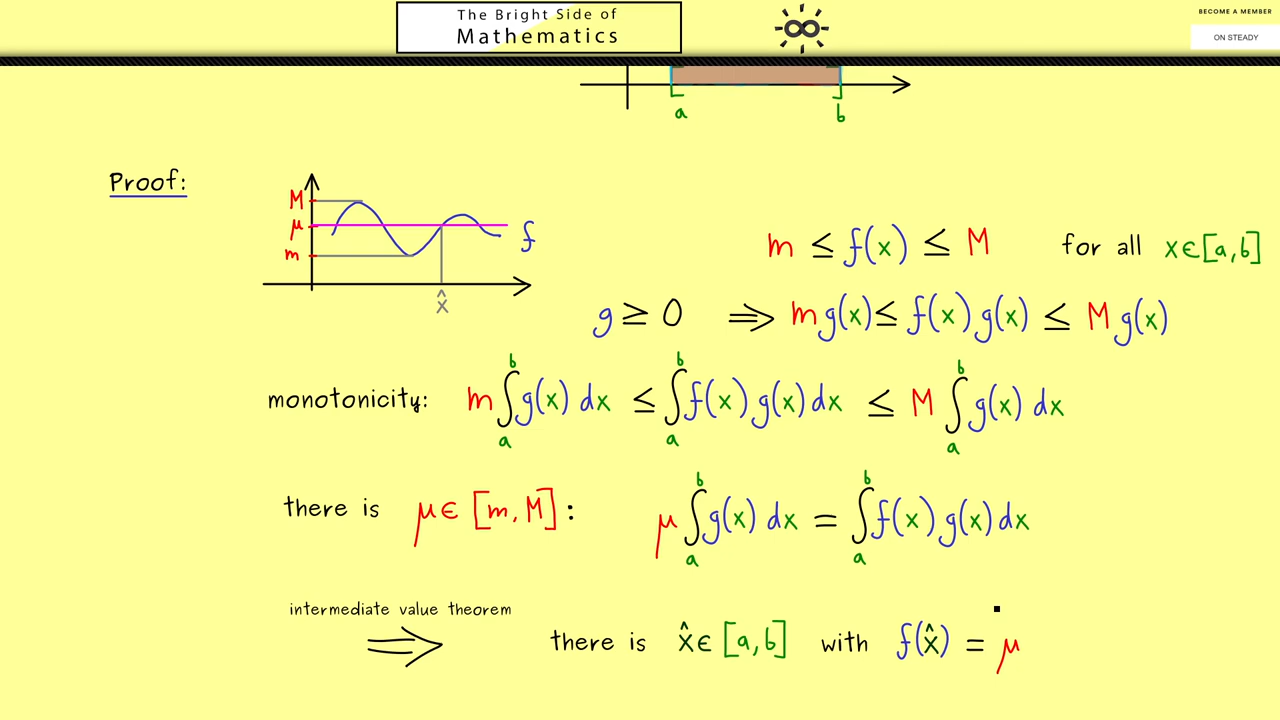 The Bright Side of
Mathematics
BECOME A MEMBER
ON STEADY
a b
Proof:
M
μ
m
f
x̂
m ≤ f(x) ≤ M for all x∈[a,b]
g ≥ 0 ⟹ m g(x) ≤ f(x) g(x) ≤ M g(x)
monotonicity: m ∫_a^b g(x) dx ≤ ∫_a^b f(x) g(x) dx ≤ M ∫_a^b g(x) dx
there is μ∈[m,M]: μ ∫_a^b g(x) dx = ∫_a^b f(x) g(x) dx
intermediate value theorem
⟹ there is x̂∈[a,b] with f(x̂) = μ